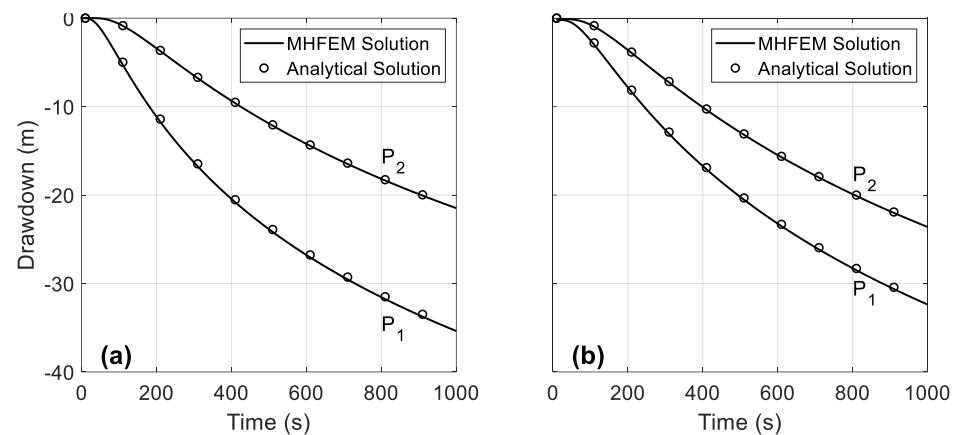 0
-10
-20
-30
-40
Drawdown (m)
MHFEM Solution
Analytical Solution
P2
P1
(a)
0 200 400 600 800 1000
Time (s)
MHFEM Solution
Analytical Solution
P2
P1
(b)
0 200 400 600 800 1000
Time (s)